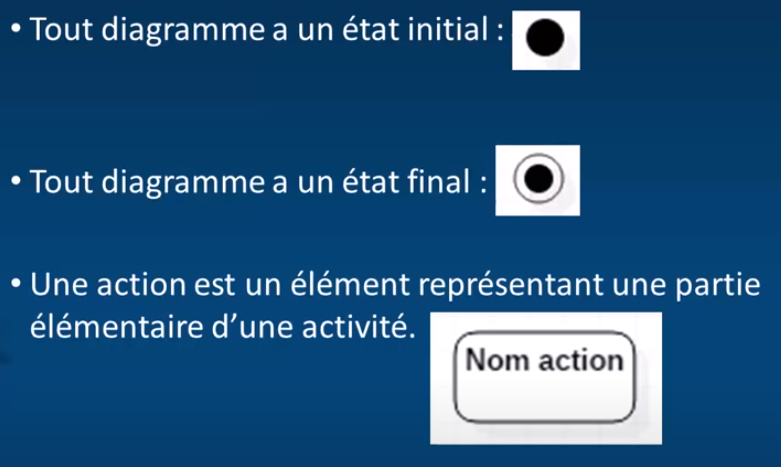 • Tout diagramme a un état initial :
• Tout diagramme a un état final :
• Une action est un élément représentant une partie
élémentaire d’une activité.
Nom action